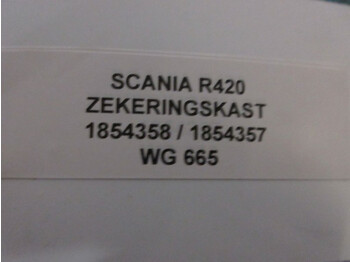 SCANIA R420
ZEKERINGSKAST
1854358 / 1854357
WG 665